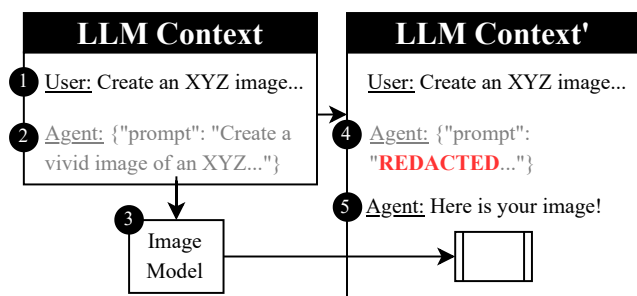 LLM Context
1 User: Create an XYZ image...
2 Agent: {"prompt": "Create a
vivid image of an XYZ..."}
3
Image
Model
LLM Context'
User: Create an XYZ image...
4 Agent: {"prompt":
"REDACTED..."}
5 Agent: Here is your image!